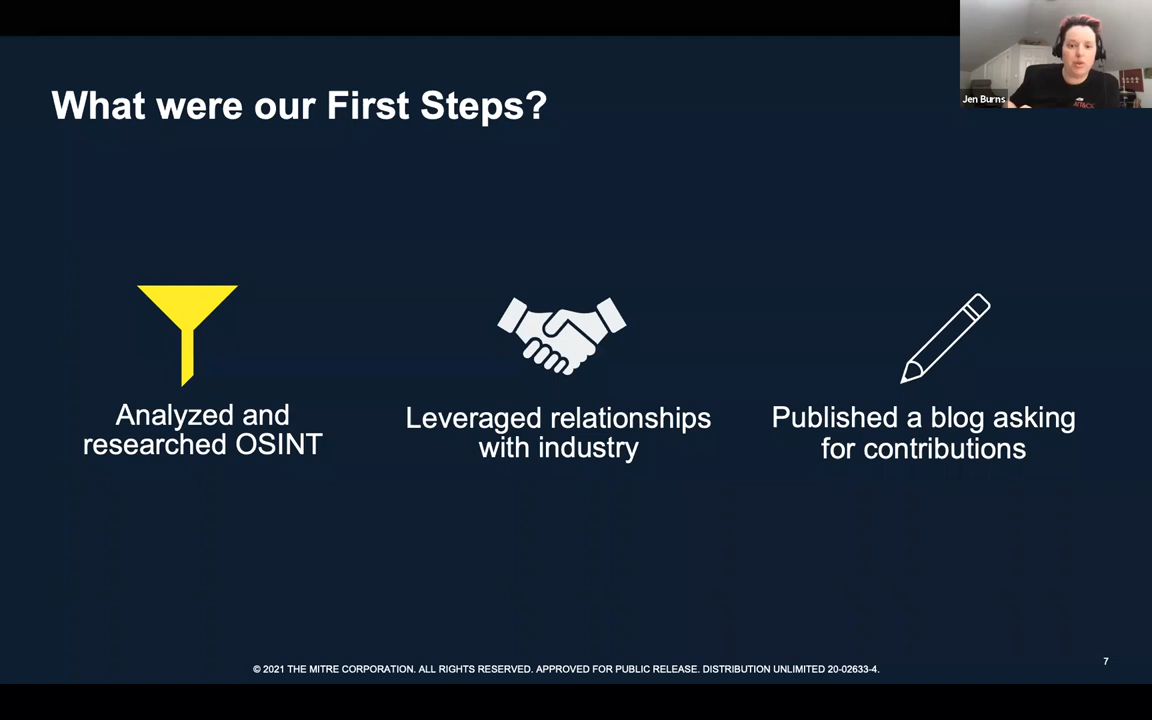 Jen Burns
What were our First Steps?
Analyzed and
researched OSINT
Leveraged relationships
with industry
Published a blog asking
for contributions
© 2021 THE MITRE CORPORATION. ALL RIGHTS RESERVED. APPROVED FOR PUBLIC RELEASE. DISTRIBUTION UNLIMITED 20-02633-4.
7